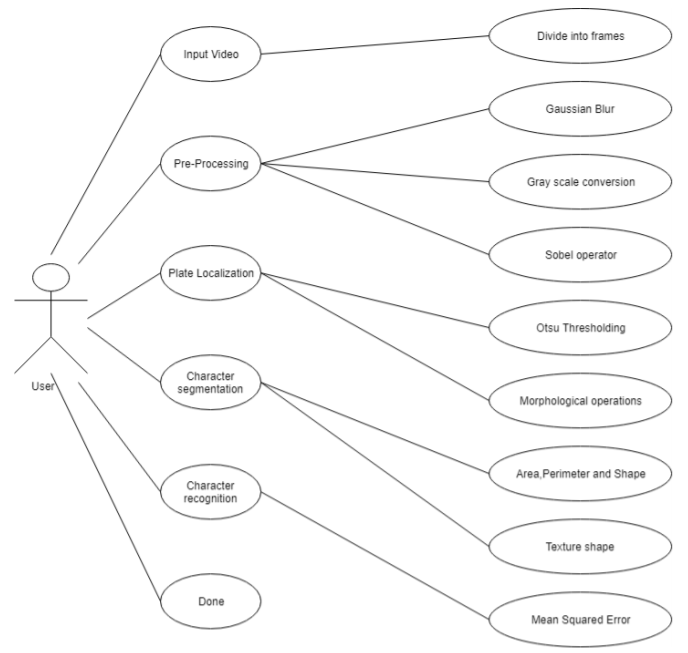 Input Video
Divide into frames
Pre-Processing
Gaussian Blur
Gray scale conversion
Sobel operator
Plate Localization
Otsu Thresholding
Morphological operations
User
Character
segmentation
Area,Perimeter and Shape
Texture shape
Character
recognition
Mean Squared Error
Done